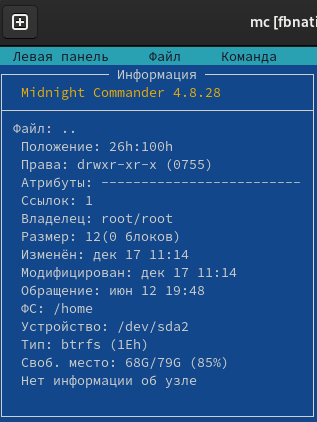 mc [fbnati
Левая панель Файл Команда
Информация
Midnight Commander 4.8.28
Файл: ..
Положение: 26h:100h
Права: drwxr-xr-x (0755)
Атрибуты: -------------------------
Ссылок: 1
Владелец: root/root
Размер: 12(0 блоков)
Изменён: дек 17 11:14
Модифицирован: дек 17 11:14
Обращение: июн 12 19:48
ФС: /home
Устройство: /dev/sda2
Тип: btrfs (1Eh)
Своб. место: 68G/79G (85%)
Нет информации об узле